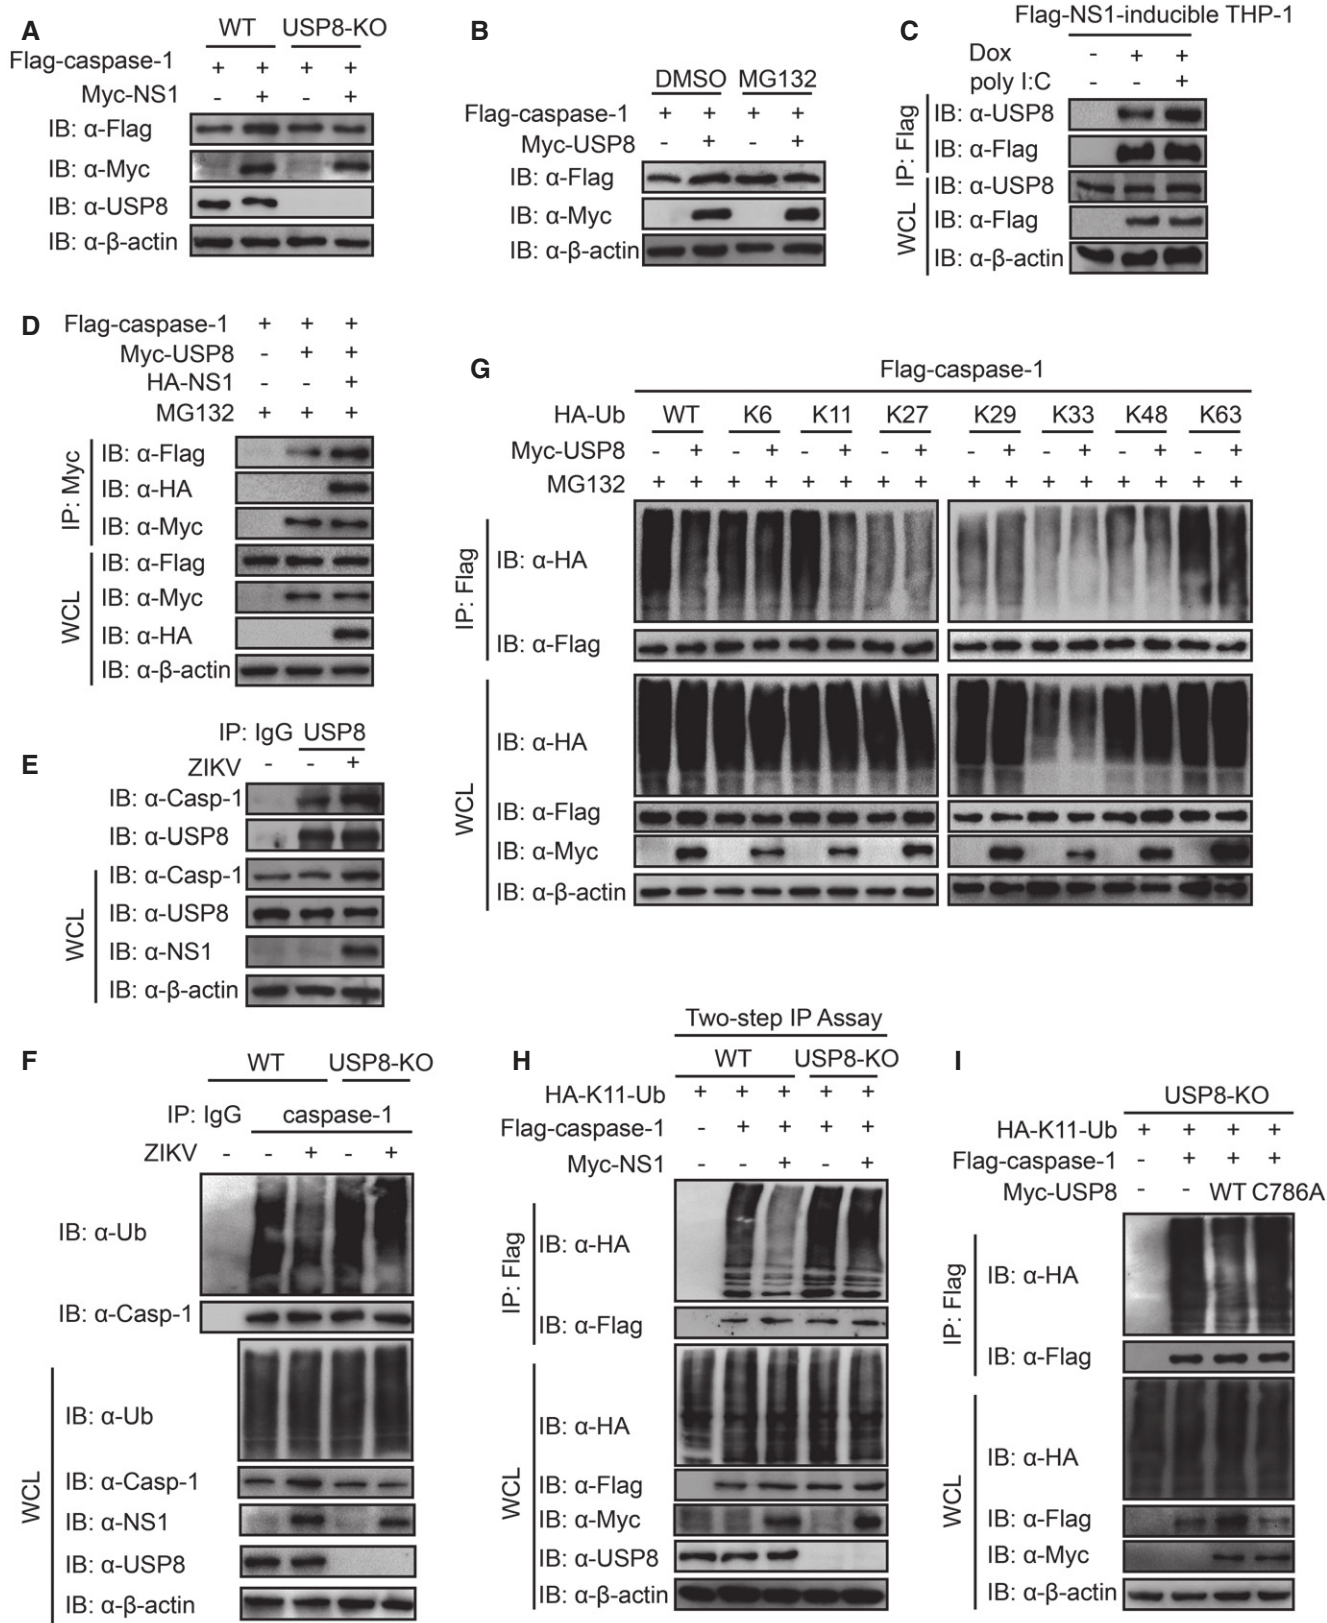 A
WT USP8-KO
Flag-caspase-1 + + + +
Myc-NS1 - + - +
IB: α-Flag
IB: α-Myc
IB: α-USP8
IB: α-β-actin
B
DMSO MG132
Flag-caspase-1 + + + +
Myc-USP8 - + - +
IB: α-Flag
IB: α-Myc
IB: α-β-actin
C
Flag-NS1-inducible THP-1
Dox - + +
poly I:C - - +
IP: Flag
IB: α-USP8
IB: α-Flag
WCL
IB: α-USP8
IB: α-Flag
IB: α-β-actin
D
Flag-caspase-1 + + +
Myc-USP8 - + +
HA-NS1 - - +
MG132 + + +
IP: Myc
IB: α-Flag
IB: α-HA
IB: α-Myc
WCL
IB: α-Flag
IB: α-Myc
IB: α-HA
IB: α-β-actin
E
IP: IgG USP8
ZIKV - - +
IB: α-Casp-1
IB: α-USP8
WCL
IB: α-Casp-1
IB: α-USP8
IB: α-NS1
IB: α-β-actin
G
Flag-caspase-1
HA-Ub WT K6 K11 K27 K29 K33 K48 K63
Myc-USP8 - + - + - + - + - + - + - + - +
MG132 + + + + + + + + + + + + + + + +
IP: Flag
IB: α-HA
IB: α-Flag
WCL
IB: α-HA
IB: α-Flag
IB: α-Myc
IB: α-β-actin
F
WT USP8-KO
IP: IgG caspase-1
ZIKV - - + - +
IB: α-Ub
IB: α-Casp-1
WCL
IB: α-Ub
IB: α-Casp-1
IB: α-NS1
IB: α-USP8
IB: α-β-actin
H
Two-step IP Assay
WT USP8-KO
HA-K11-Ub + + + + +
Flag-caspase-1 - + + + +
Myc-NS1 - - + - +
IP: Flag
IB: α-HA
IB: α-Flag
WCL
IB: α-HA
IB: α-Flag
IB: α-Myc
IB: α-USP8
IB: α-β-actin
I
USP8-KO
HA-K11-Ub + + + +
Flag-caspase-1 - + + +
Myc-USP8 - - WT C786A
IP: Flag
IB: α-HA
IB: α-Flag
WCL
IB: α-HA
IB: α-Flag
IB: α-Myc
IB: α-β-actin